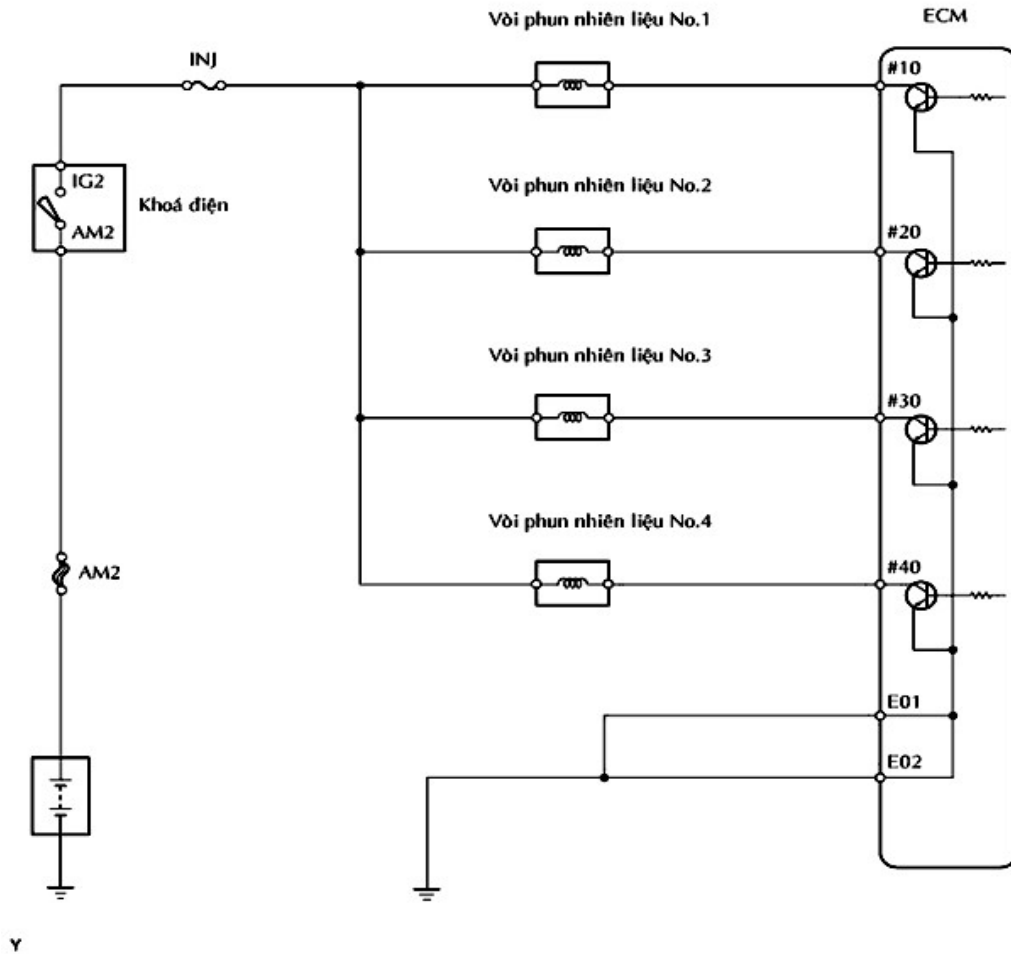 Vòi phun nhiên liệu No.1
ECM
INJ
#10
IG2
Khoá điện
AM2
Vòi phun nhiên liệu No.2
#20
Vòi phun nhiên liệu No.3
#30
Vòi phun nhiên liệu No.4
#40
AM2
E01
E02
Y